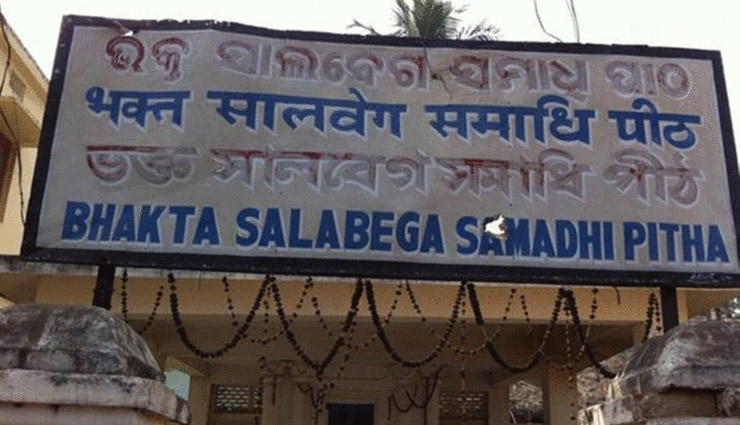 ଭକ୍ତ ସାଲବେଗ ସମାଧି ପୀଠ
भक्त सालवेग समाधि पीठ
ভক্ত সালবেগ সমাধি পীঠ
BHAKTA SALABEGA SAMADHI PITHA